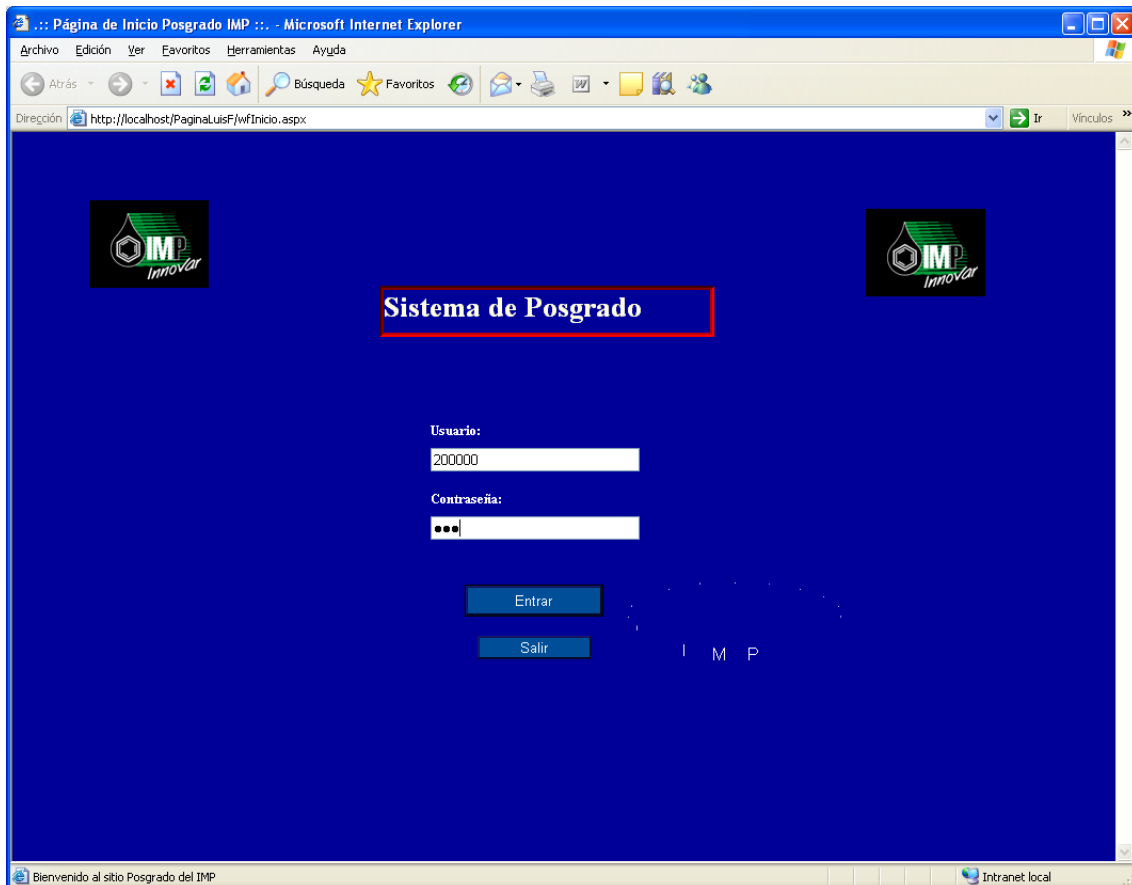 .:: Página de Inicio Posgrado IMP ::. - Microsoft Internet Explorer
Archivo Edición Ver Favoritos Herramientas Ayuda
Atrás Búsqueda Favoritos
Dirección http://localhost/PaginaLuisF/wfInicio.aspx Ir Vínculos »
IMP
Innovar
IMP
Innovar
Sistema de Posgrado
Usuario:
200000
Contraseña:
•••
Entrar
Salir
I M P
Bienvenido al sitio Posgrado del IMP Intranet local